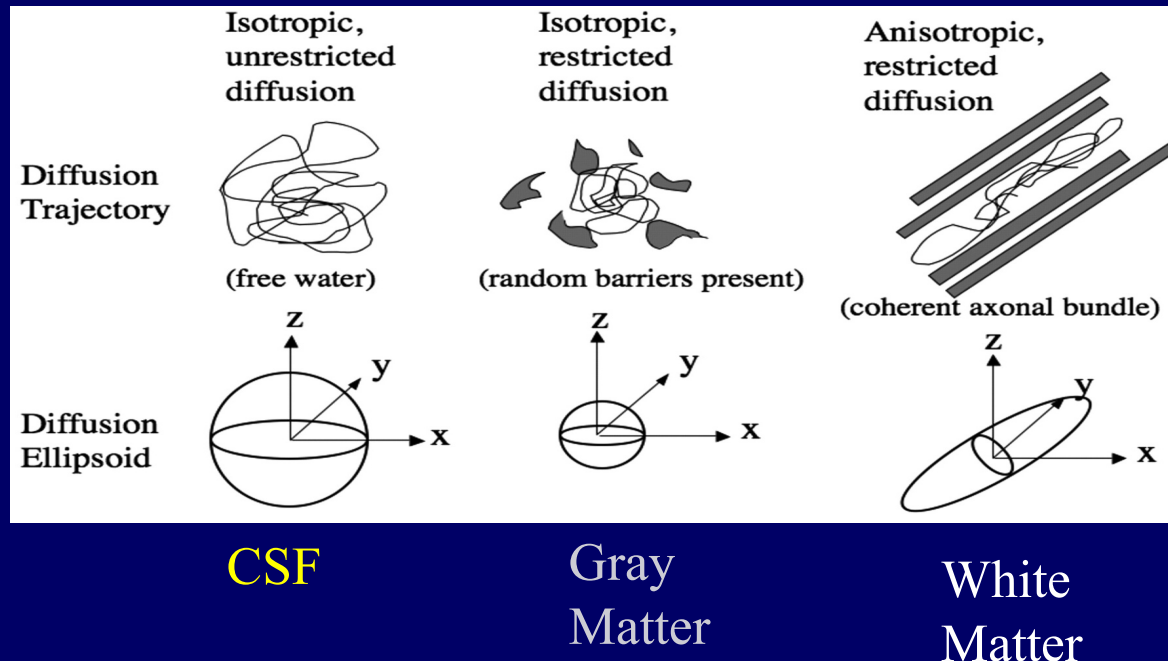 Isotropic,
unrestricted
diffusion
Isotropic,
restricted
diffusion
Anisotropic,
restricted
diffusion
Diffusion
Trajectory
(free water)
(random barriers present)
(coherent axonal bundle)
Diffusion
Ellipsoid
z
y
x
z
y
x
z
y
x
CSF
Gray
Matter
White
Matter